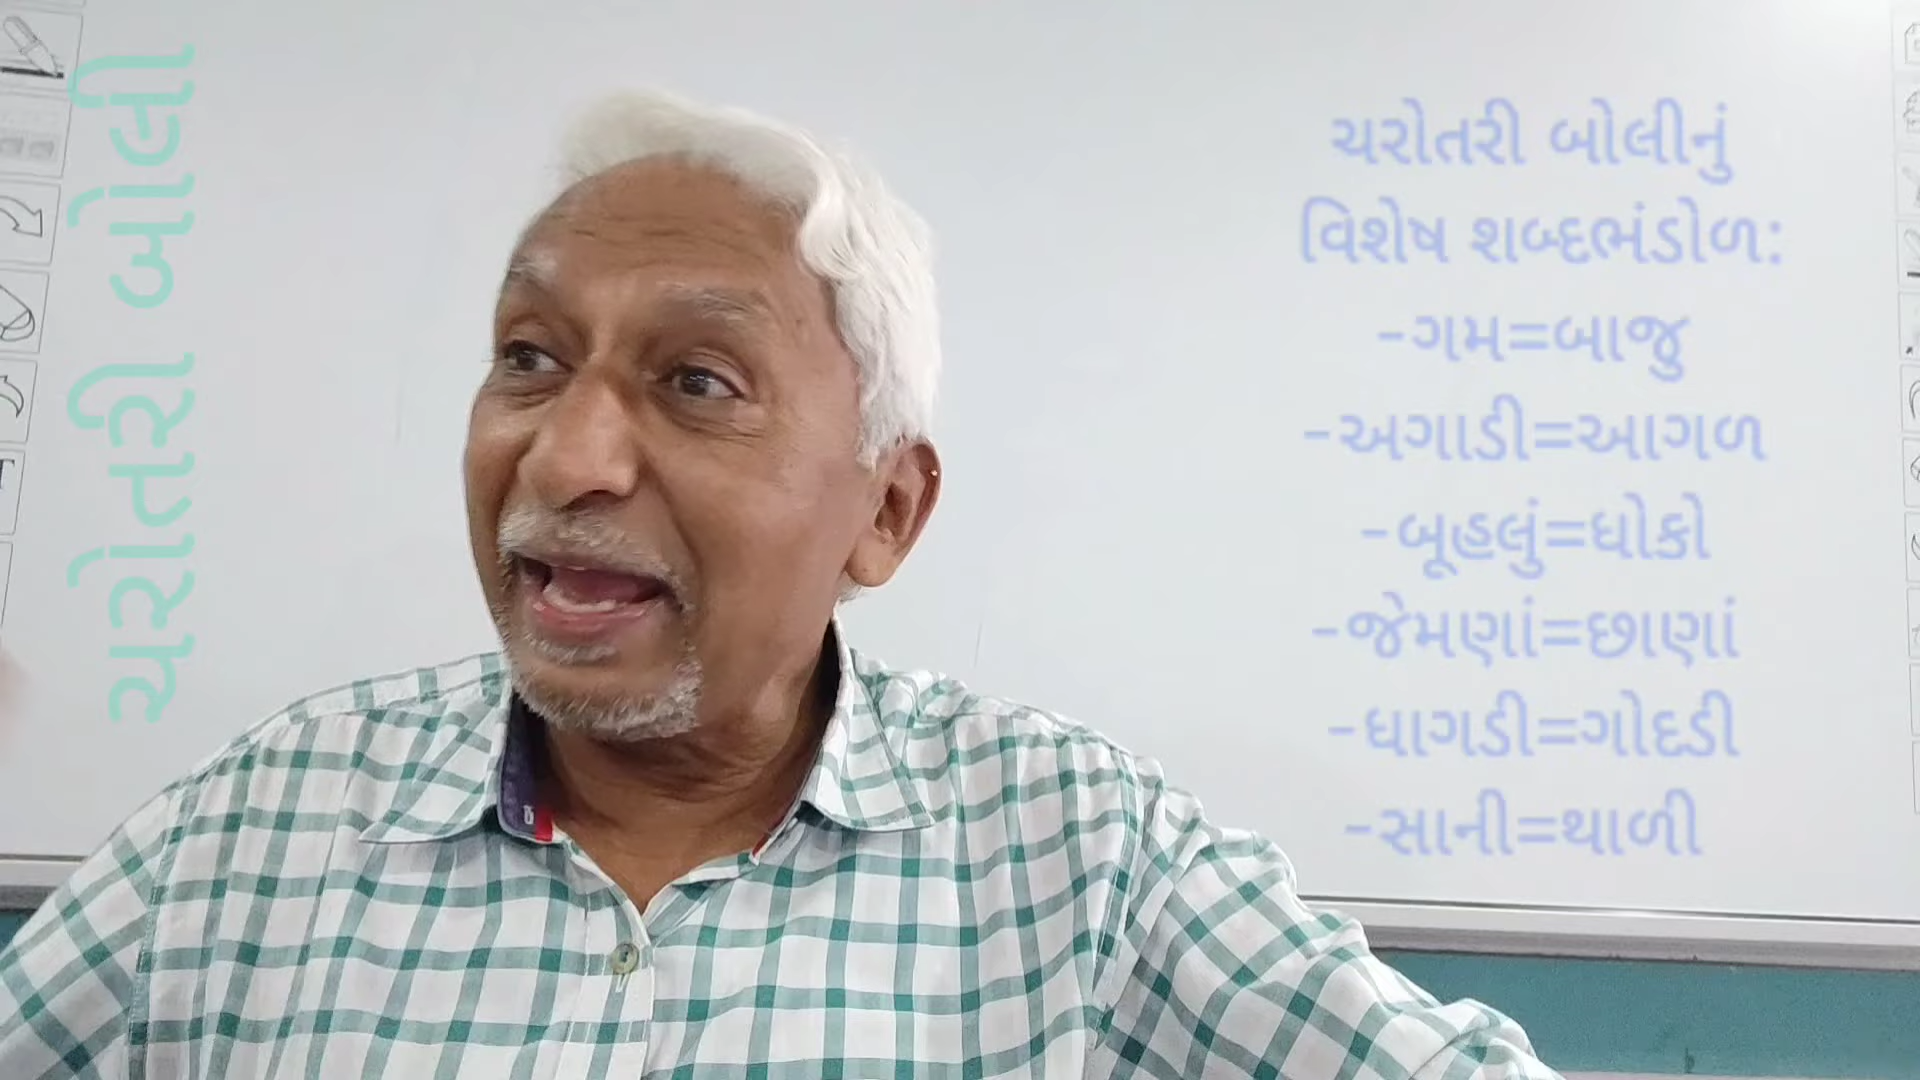 ચરોતરી બોલી
ચરોતરી બોલીનું
વિશેષ શબ્દભંડોળ:
-ગમ=બાજુ
-અગાડી=આગળ
-બૂહલું=ધોકો
-જેમણાં=છાણાં
-ધાગડી=ગોદડી
-સાની=થાળી